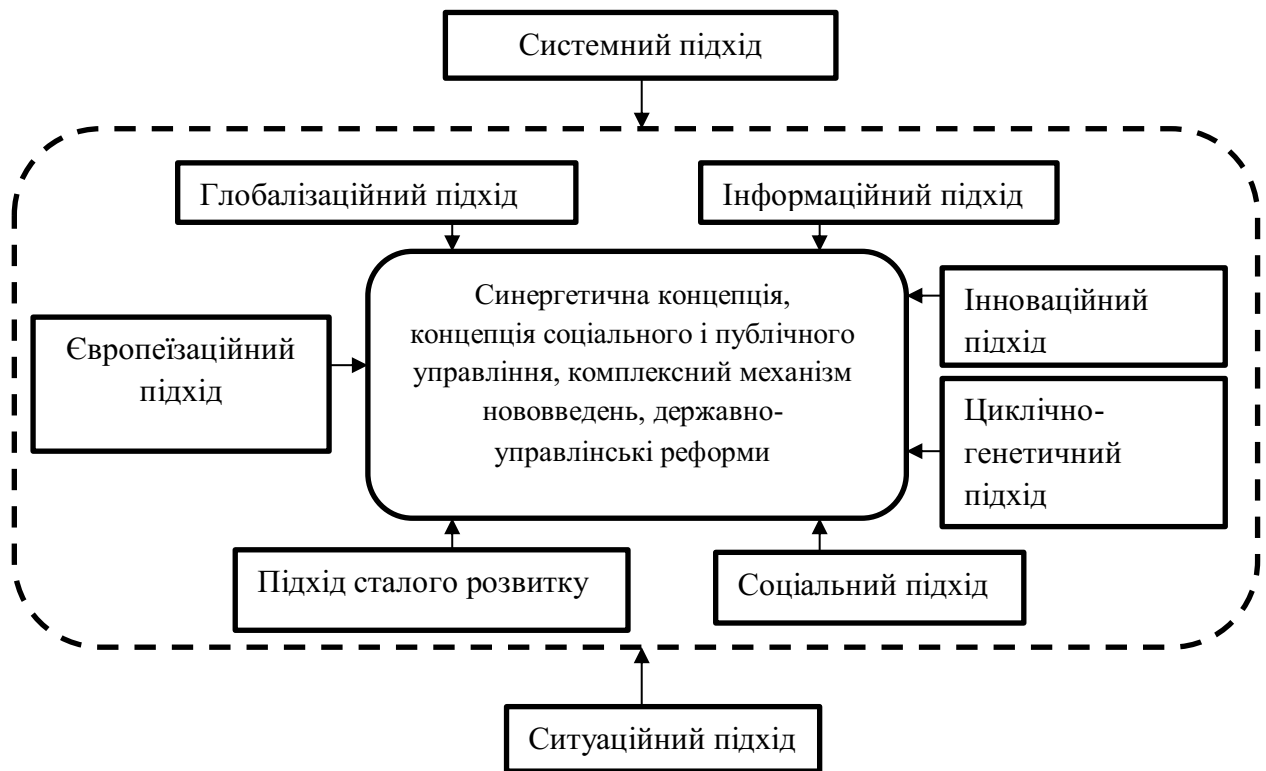 Системний підхід
Глобалізаційний підхід
Інформаційний підхід
Синергетична концепція,
концепція соціального і публічного
управління, комплексний механізм
нововведень, державно-
управлінські реформи
Інноваційний
підхід
Європеїзаційний
підхід
Циклічно-
генетичний
підхід
Підхід сталого розвитку
Соціальний підхід
Ситуаційний підхід